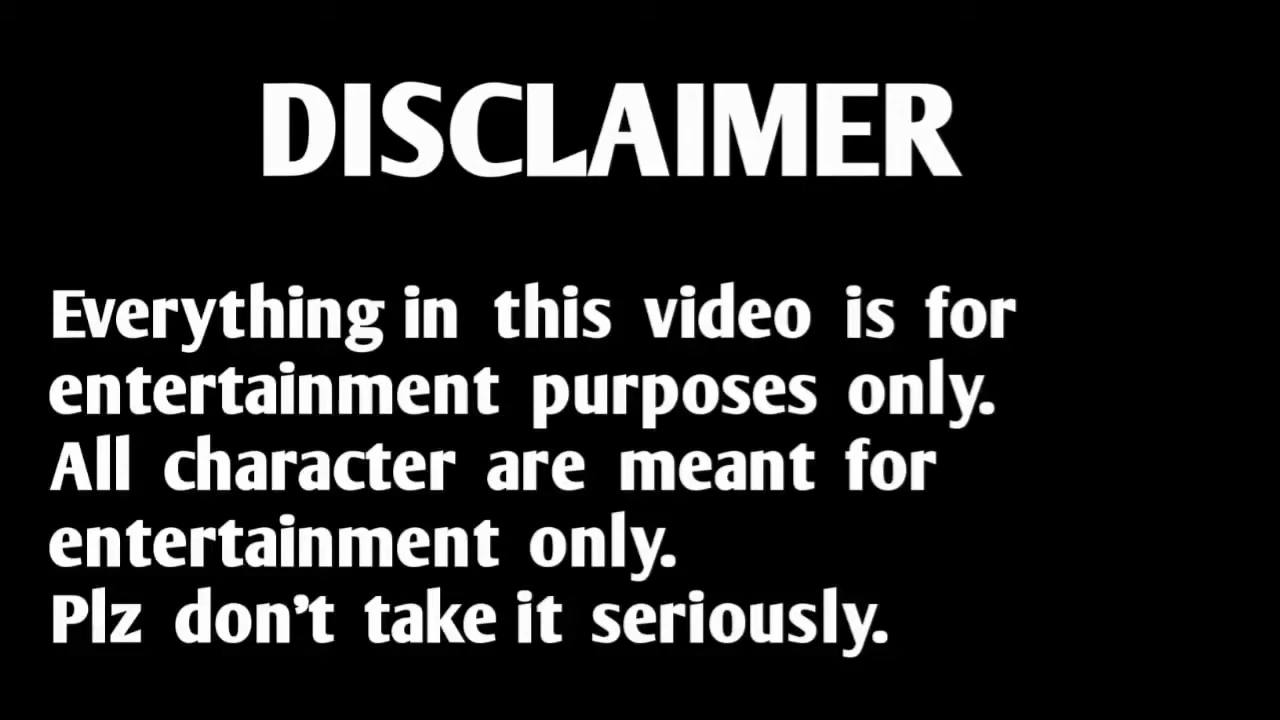 DISCLAIMER
Everything in this video is for
entertainment purposes only.
All character are meant for
entertainment only.
Plz don't take it seriously.